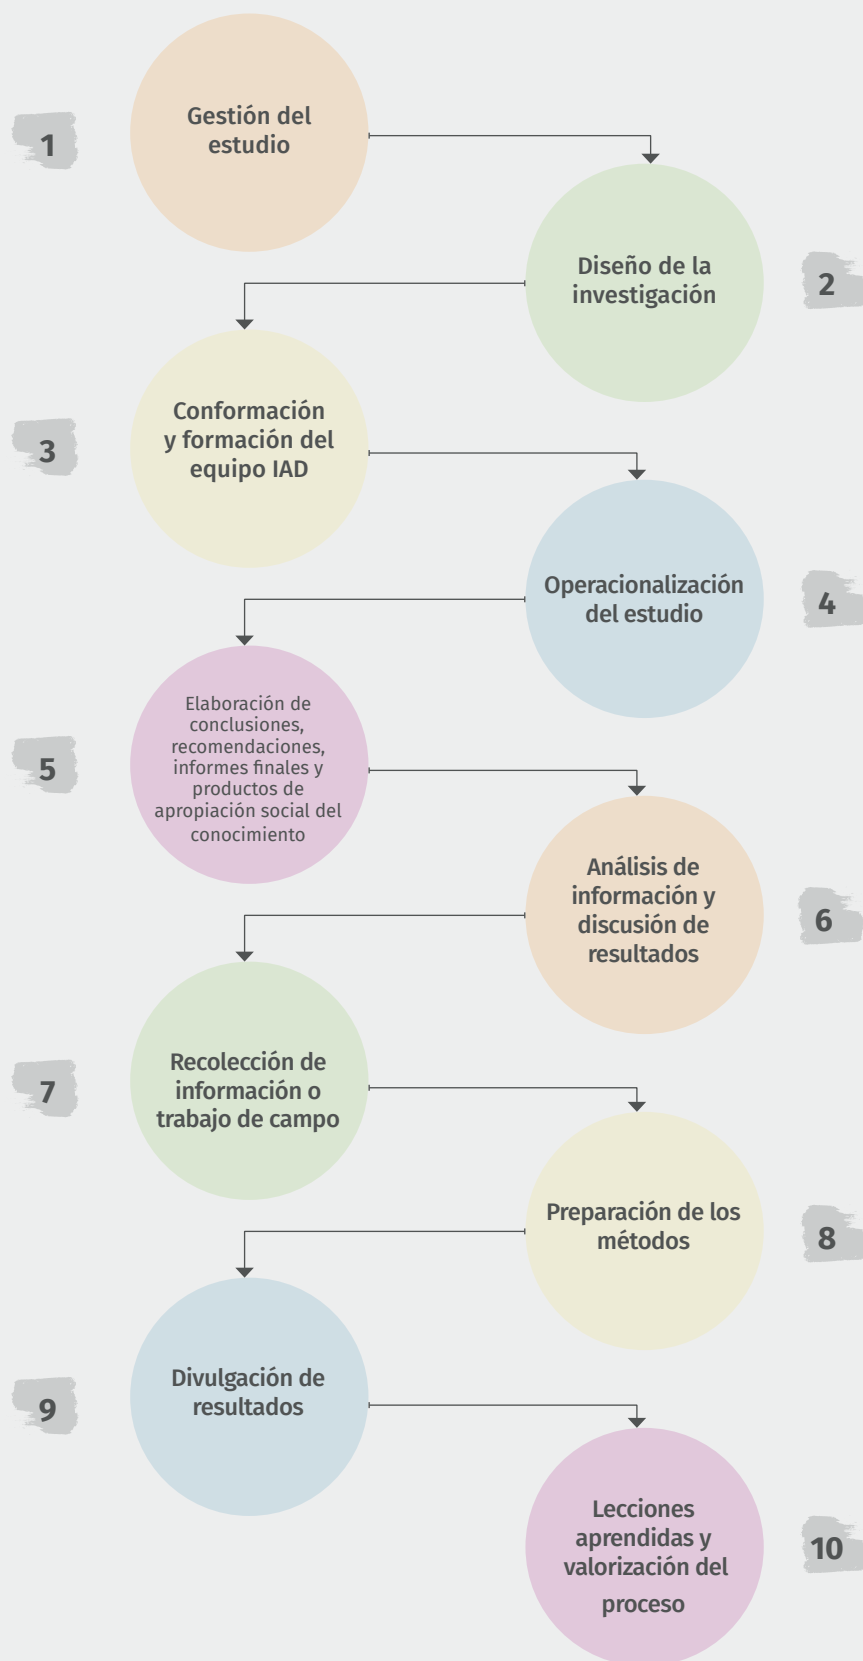 1
Gestión del
estudio
Diseño de la
investigación
2
3
Conformación
y formación del
equipo IAD
Operacionalización
del estudio
4
5
Elaboración de
conclusiones,
recomendaciones,
informes finales y
productos de
apropiación social del
conocimiento
Análisis de
información y
discusión de
resultados
6
7
Recolección de
información o
trabajo de campo
Preparación de los
métodos
8
9
Divulgación de
resultados
Lecciones
aprendidas y
valorización del
proceso
10